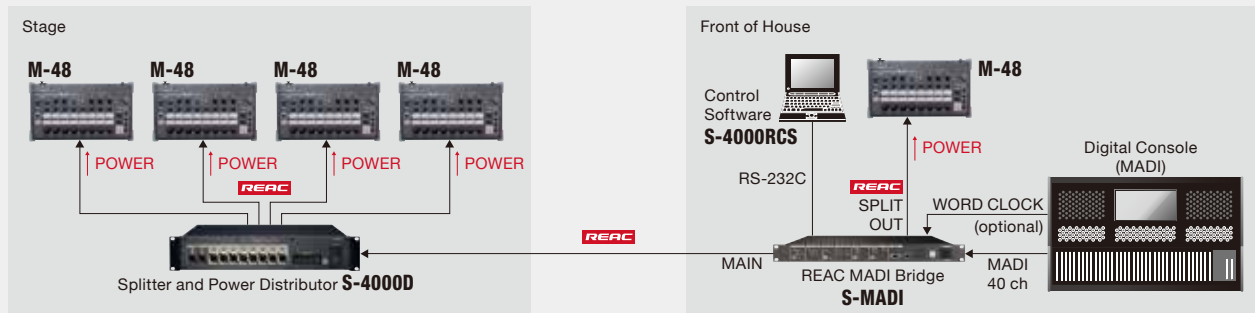 Stage
M-48
M-48
M-48
M-48
POWER
POWER
POWER
POWER
REAC
Splitter and Power Distributor S-4000D
REAC
Front of House
Control
Software
S-4000RCS
M-48
RS-232C
REAC
SPLIT
OUT
POWER
Digital Console
(MADI)
WORD CLOCK
(optional)
MAIN
REAC MADI Bridge
S-MADI
MADI
40 ch